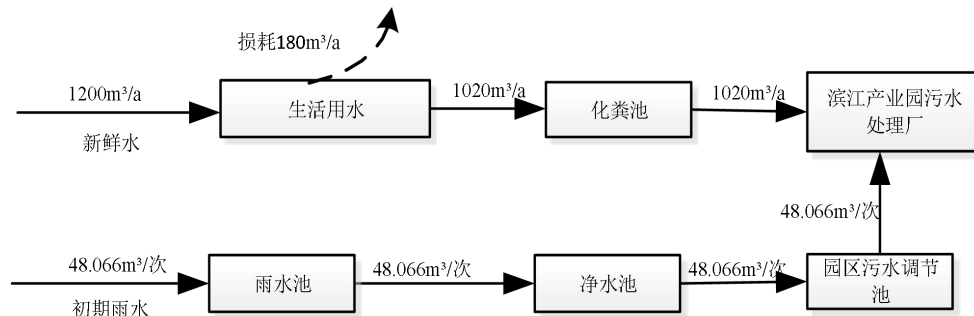 损耗180m³/a
1200m³/a
新鲜水
生活用水
1020m³/a
化粪池
1020m³/a
滨江产业园污水
处理厂
48.066m³/次
48.066m³/次
初期雨水
雨水池
48.066m³/次
净水池
48.066m³/次
园区污水调节
池